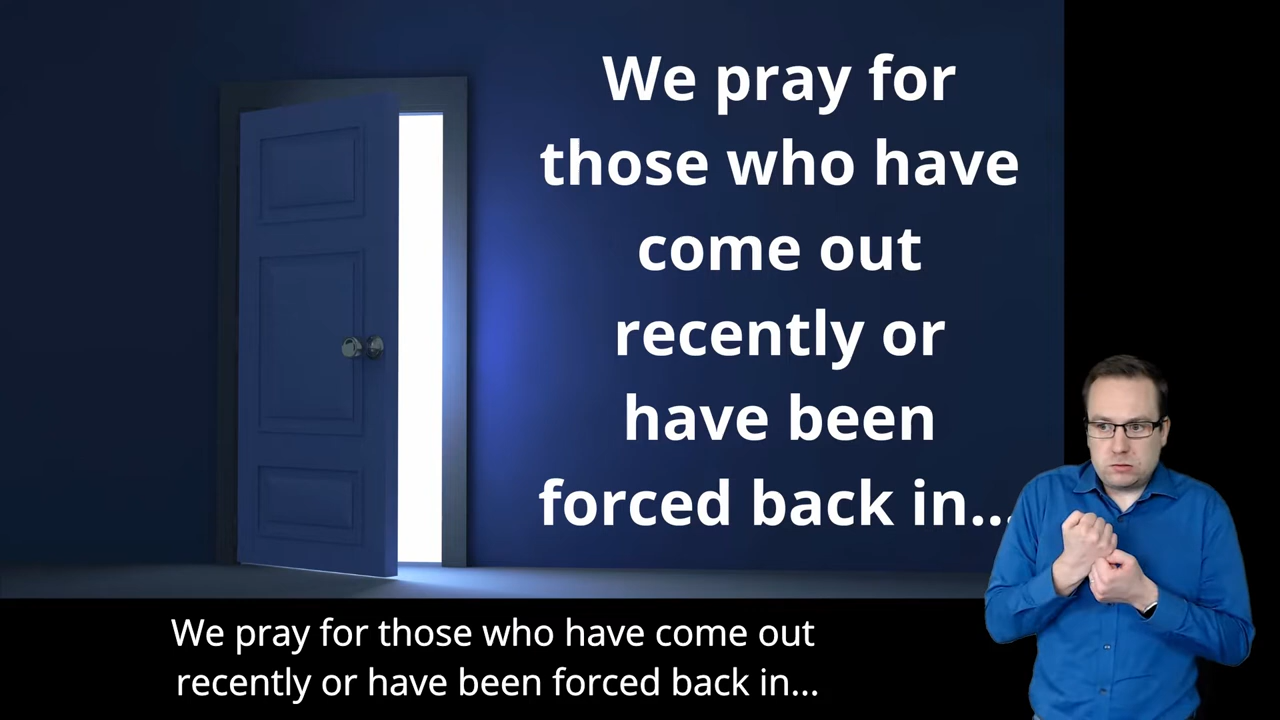 We pray for
those who have
come out
recently or
have been
forced back in...
We pray for those who have come out
recently or have been forced back in...